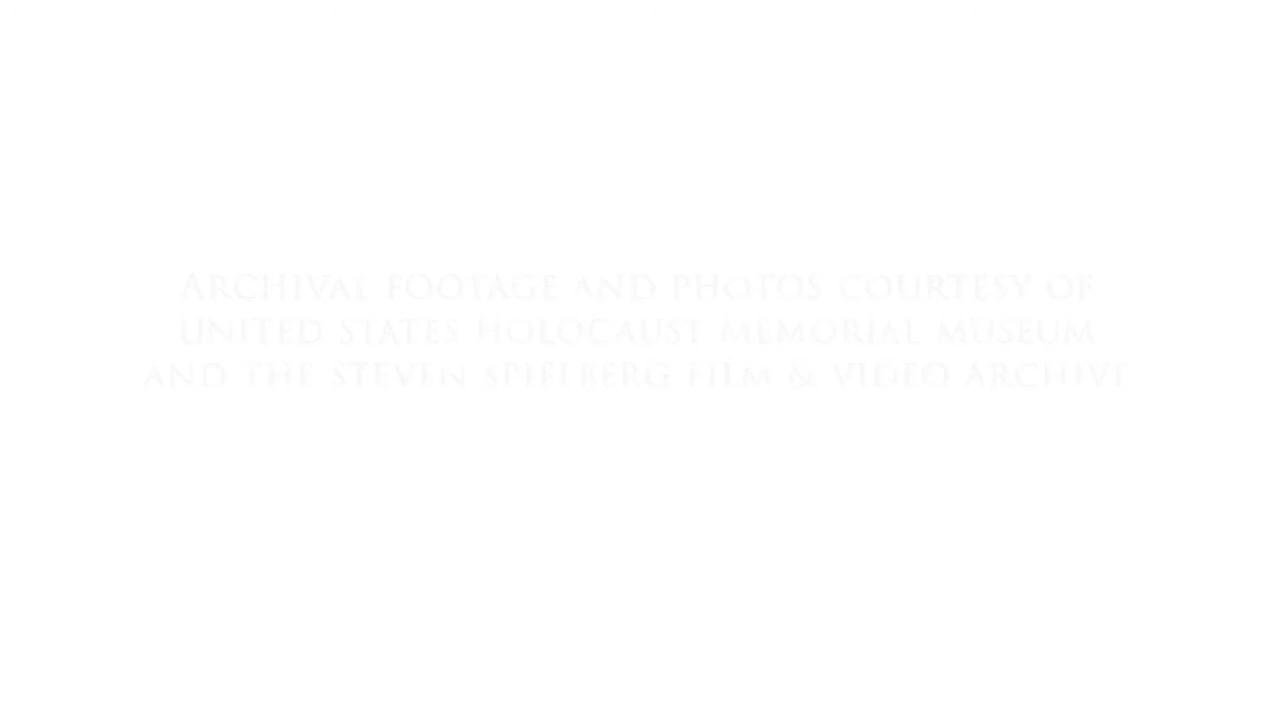 ARCHIVAL FOOTAGE AND PHOTOS COURTESY OF
UNITED STATES HOLOCAUST MEMORIAL MUSEUM
AND THE STEVEN SPIELBERG FILM & VIDEO ARCHIVE